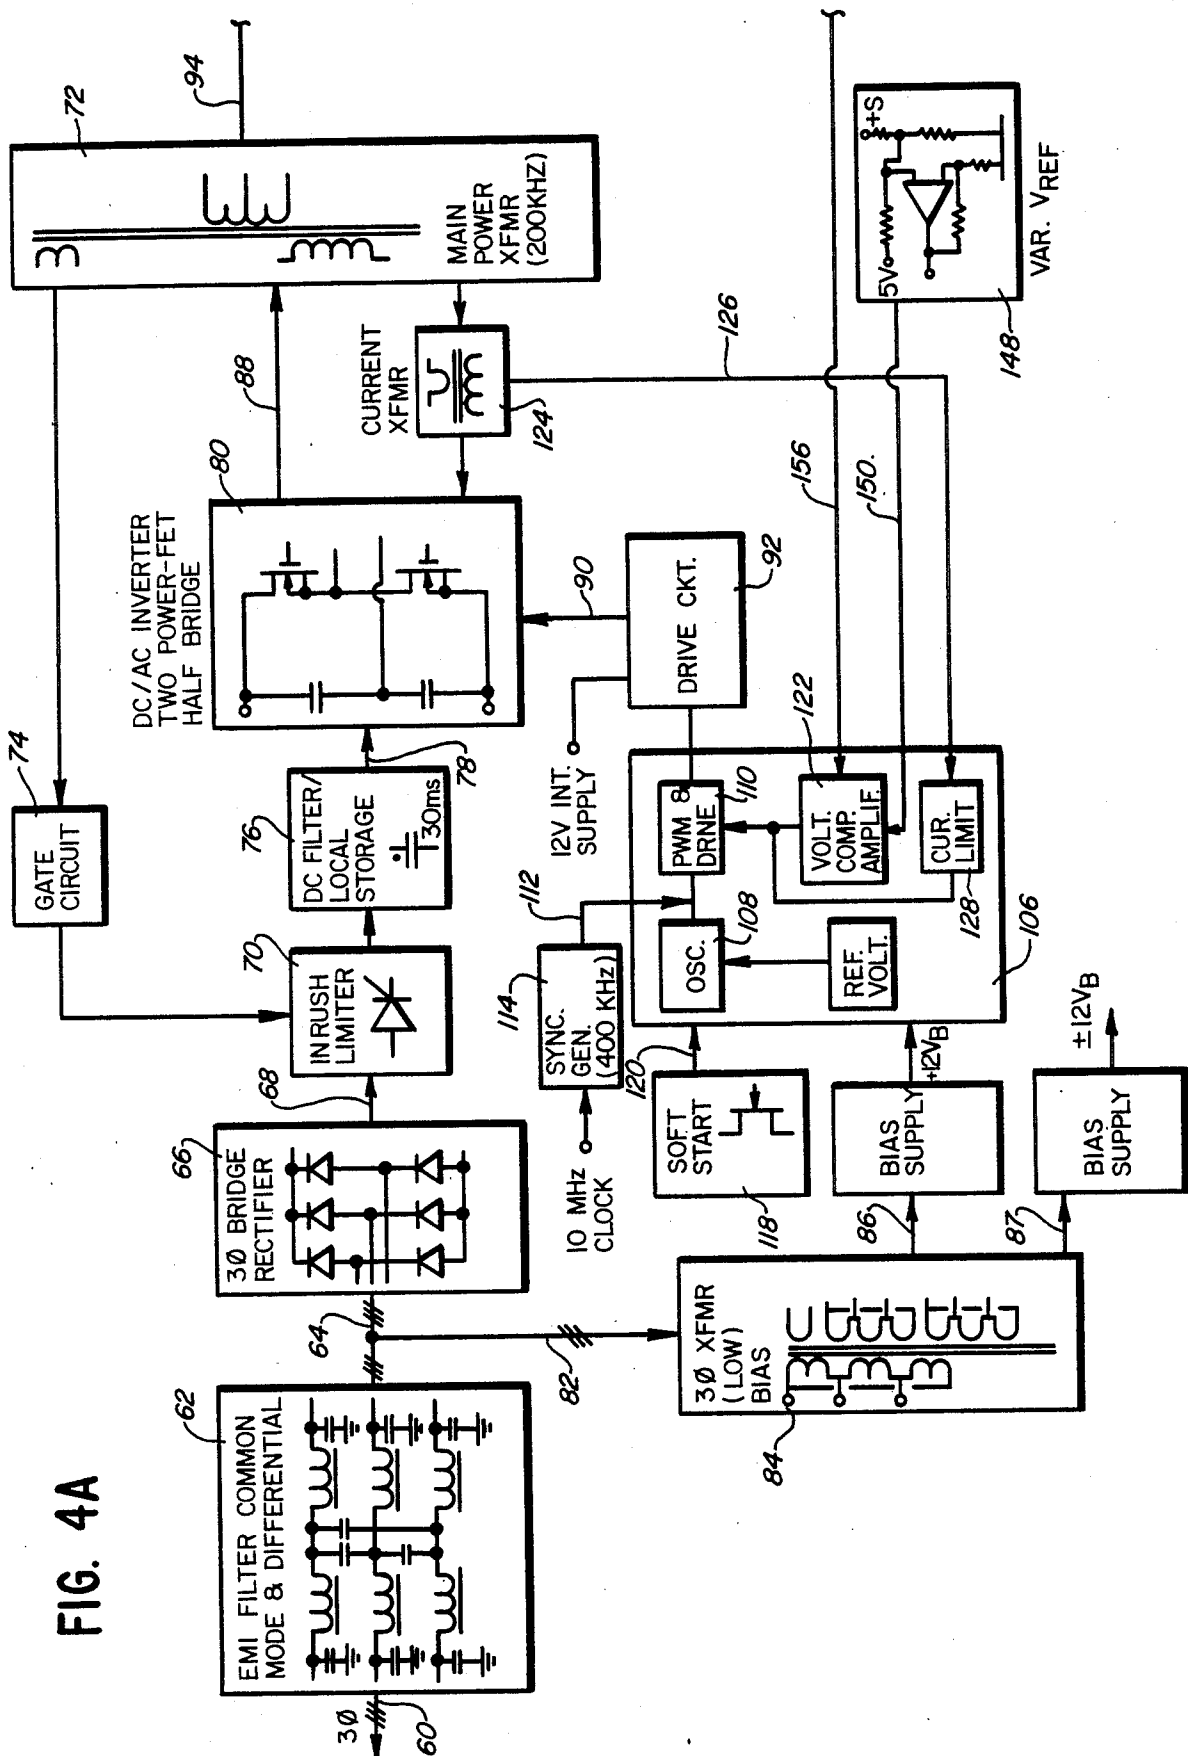 FIG. 4A
3Ø
60
EMI FILTER COMMON
MODE & DIFFERENTIAL
62
64
82
3Ø BRIDGE
RECTIFIER
66
68
INRUSH
LIMITER
70
GATE
CIRCUIT
74
DC FILTER/
LOCAL
STORAGE
30ms
76
78
DC/AC INVERTER
TWO POWER-FET
HALF BRIDGE
80
88
90
CURRENT
XFMR
124
MAIN
POWER
XFMR
(200KHZ)
72
94
126
3Ø XFMR
(LOW)
BIAS
84
86
87
BIAS
SUPPLY
+12VB
BIAS
SUPPLY
±12VB
SOFT
START
118
120
10 MHz
CLOCK
SYNC.
GEN.
(400 KHz)
114
112
12V INT.
SUPPLY
DRIVE CKT.
92
OSC.
108
PWM &
DRNE
110
REF.
VOLT.
VOLT.
COMP.
AMPLIF.
122
CUR.
LIMIT
128
106
156
150.
5V
+S
148
VAR. VREF